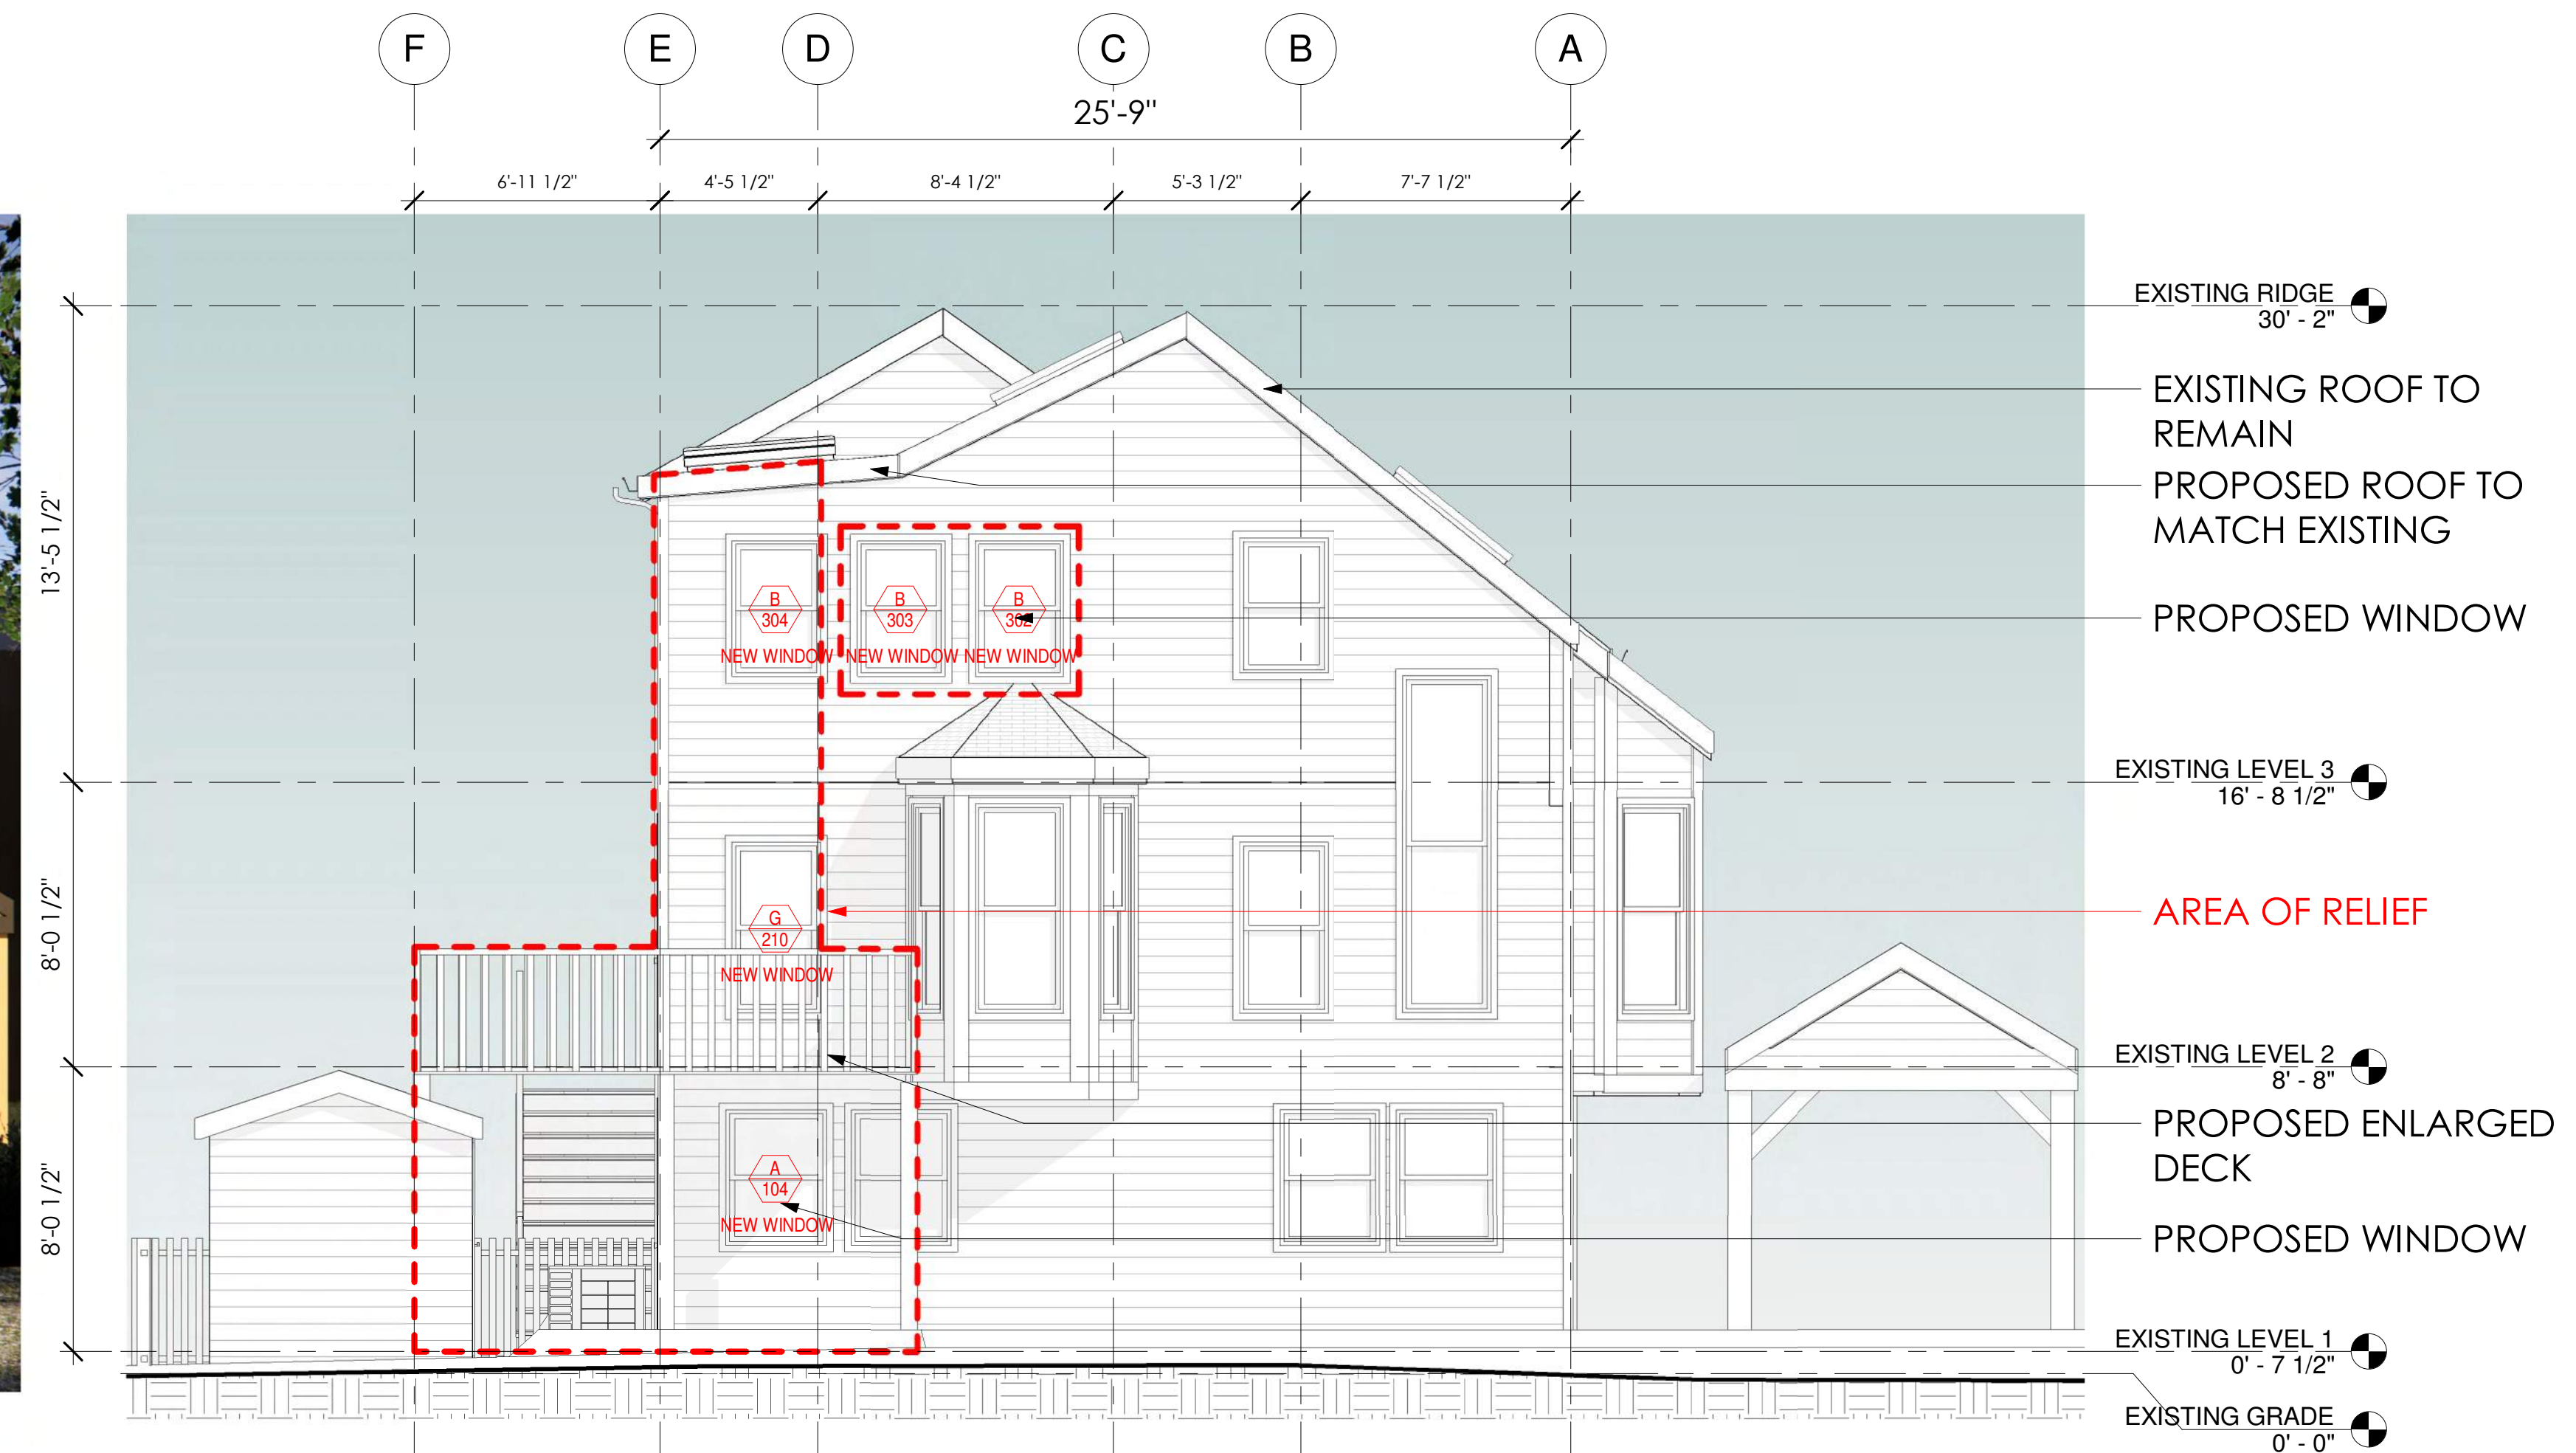 F E D C B A
25'-9"
6'-11 1/2" 4'-5 1/2" 8'-4 1/2" 5'-3 1/2" 7'-7 1/2"
EXISTING RIDGE
30' - 2"
EXISTING ROOF TO
REMAIN
PROPOSED ROOF TO
MATCH EXISTING
13'-5 1/2"
B B B
304 303 302
PROPOSED WINDOW
NEW WINDOW NEW WINDOW NEW WINDOW
EXISTING LEVEL 3
16' - 8 1/2"
8'-0 1/2"
G
210
AREA OF RELIEF
NEW WINDOW
EXISTING LEVEL 2
8' - 8"
PROPOSED ENLARGED
DECK
8'-0 1/2"
A
104
NEW WINDOW
PROPOSED WINDOW
EXISTING LEVEL 1
0' - 7 1/2"
EXISTING GRADE
0' - 0"